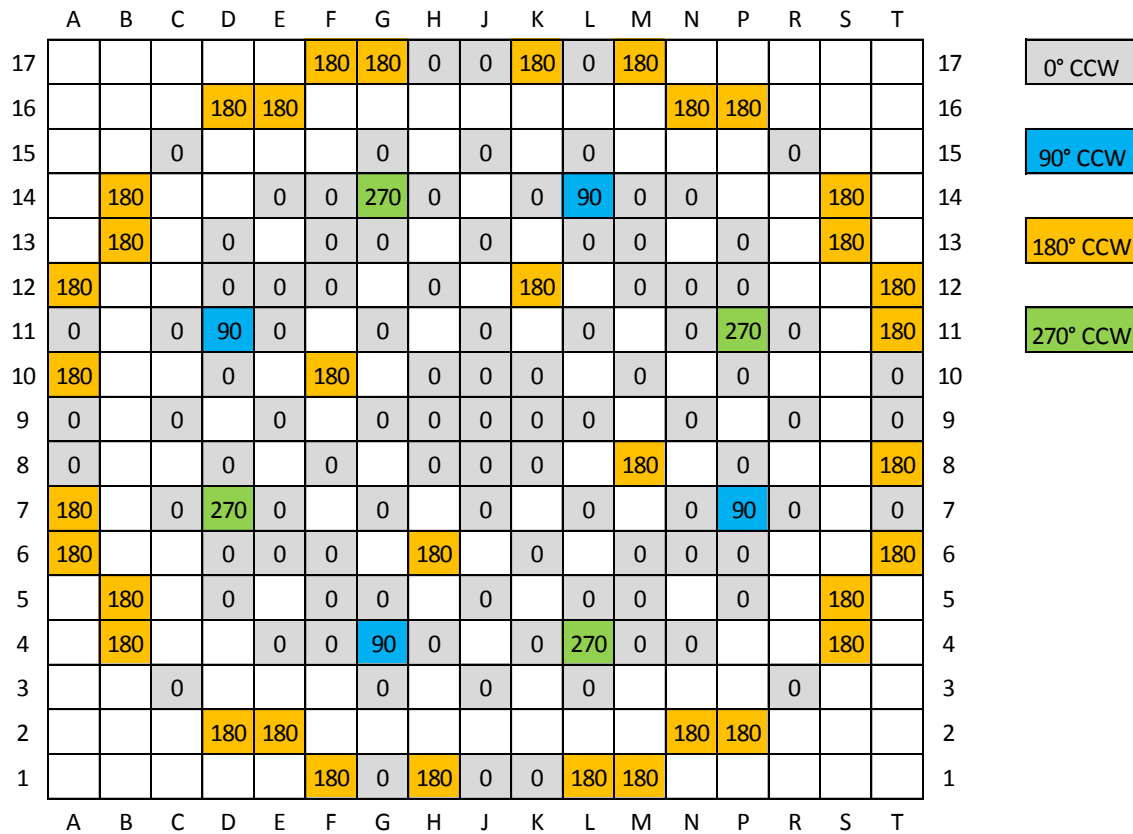 A B C D E F G H J K L M N P R S T
17 180 180 0 0 180 0 180 17 0° CCW
16 180 180 180 180 16
15 0 0 0 0 0 15 90° CCW
14 180 0 0 270 0 0 90 0 0 180 14
13 180 0 0 0 0 0 0 0 180 13 180° CCW
12 180 0 0 0 0 180 0 0 0 180 12
11 0 0 90 0 0 0 0 0 270 0 180 11 270° CCW
10 180 0 180 0 0 0 0 0 0 10
9 0 0 0 0 0 0 0 0 0 0 0 9
8 0 0 0 0 0 0 180 0 180 8
7 180 0 270 0 0 0 0 0 90 0 0 7
6 180 0 0 0 180 0 0 0 0 180 6
5 180 0 0 0 0 0 0 0 180 5
4 180 0 0 90 0 0 270 0 0 180 4
3 0 0 0 0 0 3
2 180 180 180 180 2
1 180 0 180 0 0 180 180 1
A B C D E F G H J K L M N P R S T